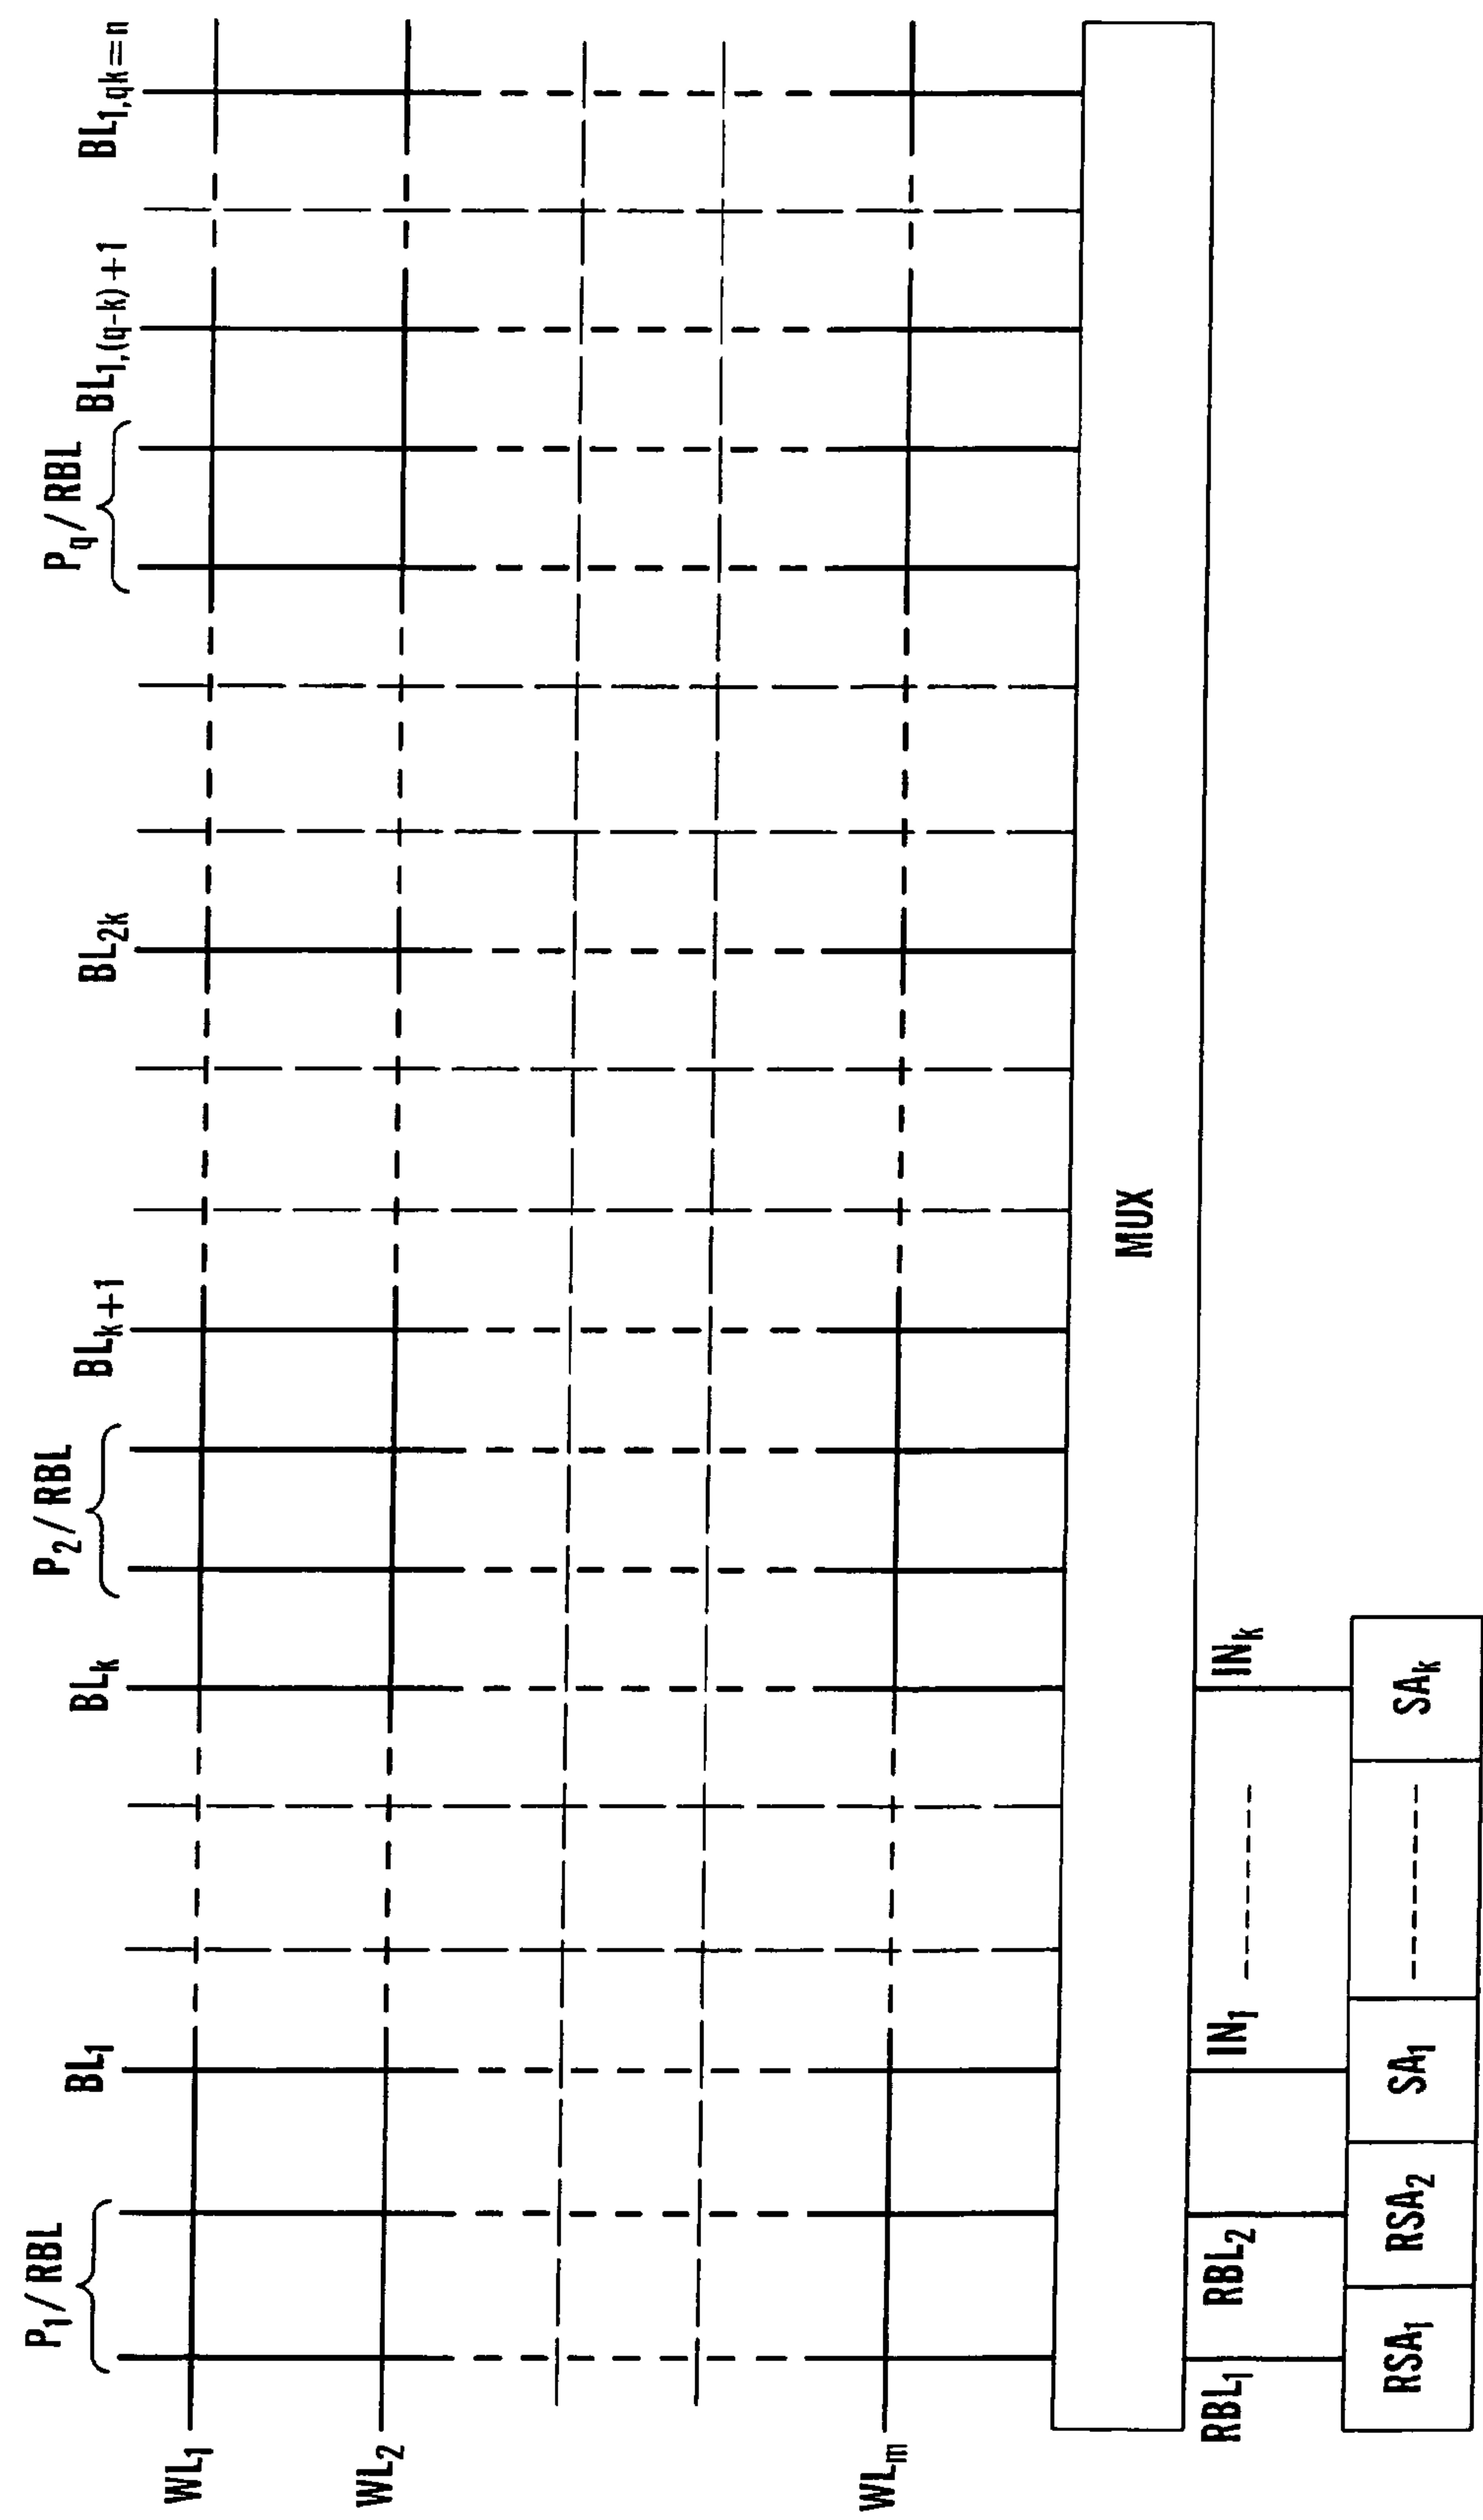 P₁/RBL
BL₁
BLₖ
P₂/RBL
BLₖ₊₁
BL₂ₖ
P_q/RBL
BL₁,(q-k)+1
BL₁,qk=n
WL₁
WL₂
WLₘ
MUX
RBL₁
RBL₂
IN₁
INₖ
RSA₁
RSA₂
SA₁
SAₖ